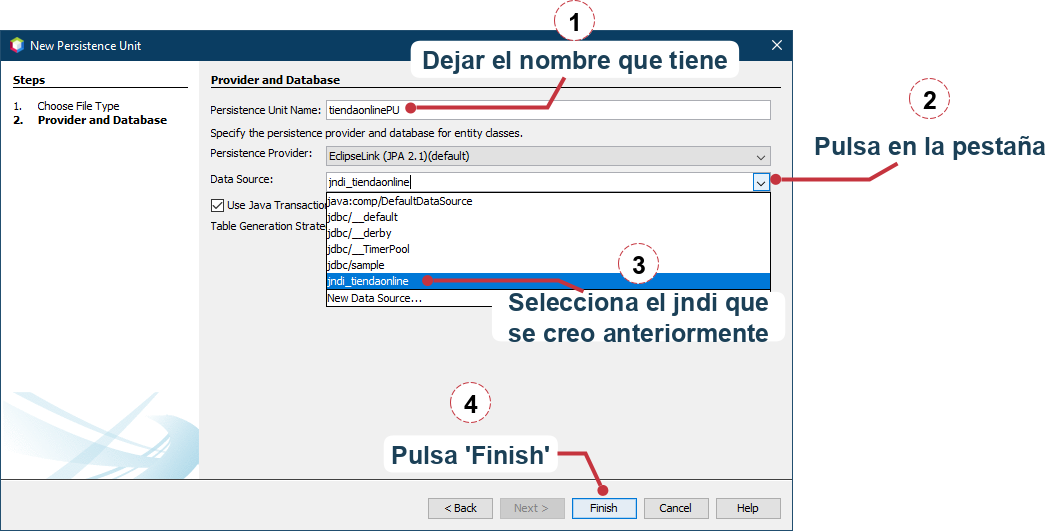 1
New Persistence Unit
Dejar el nombre que tiene
Steps
1. Choose File Type
2. Provider and Database
Provider and Database
Persistence Unit Name: tiendaonlinePU
Specify the persistence provider and database for entity classes.
Persistence Provider: EclipseLink (JPA 2.1)(default)
Data Source: jndi_tiendaonline
2
Pulsa en la pestaña
Use Java Transaction
Table Generation Strate
java:comp/DefaultDataSource
jdbc/__default
jdbc/__derby
jdbc/__TimerPool
jdbc/sample
jndi_tiendaonline
New Data Source...
3
Selecciona el jndi que
se creo anteriormente
4
Pulsa 'Finish'
< Back Next > Finish Cancel Help